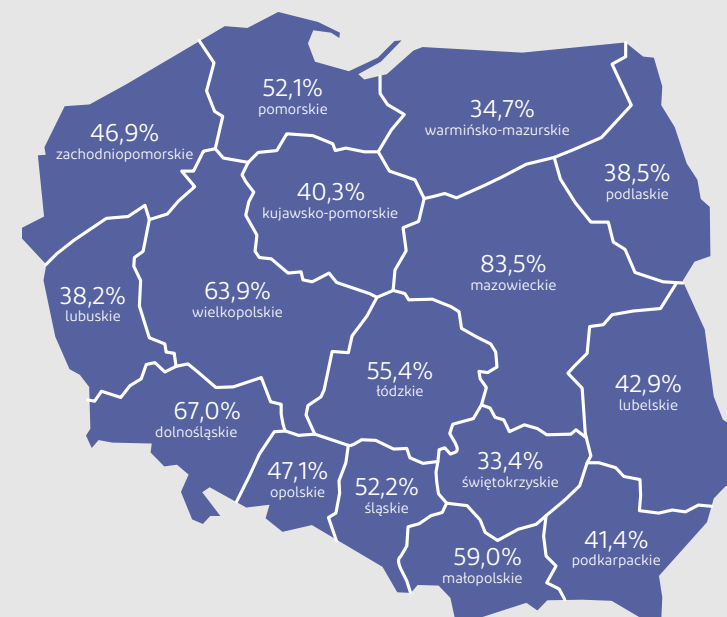 52,1%
pomorskie
34,7%
warmińsko-mazurskie
46,9%
zachodniopomorskie
38,5%
podlaskie
40,3%
kujawsko-pomorskie
83,5%
mazowieckie
38,2%
lubuskie
63,9%
wielkopolskie
55,4%
łódzkie
42,9%
lubelskie
67,0%
dolnośląskie
47,1%
opolskie
52,2%
śląskie
33,4%
świętokrzyskie
59,0%
małopolskie
41,4%
podkarpackie